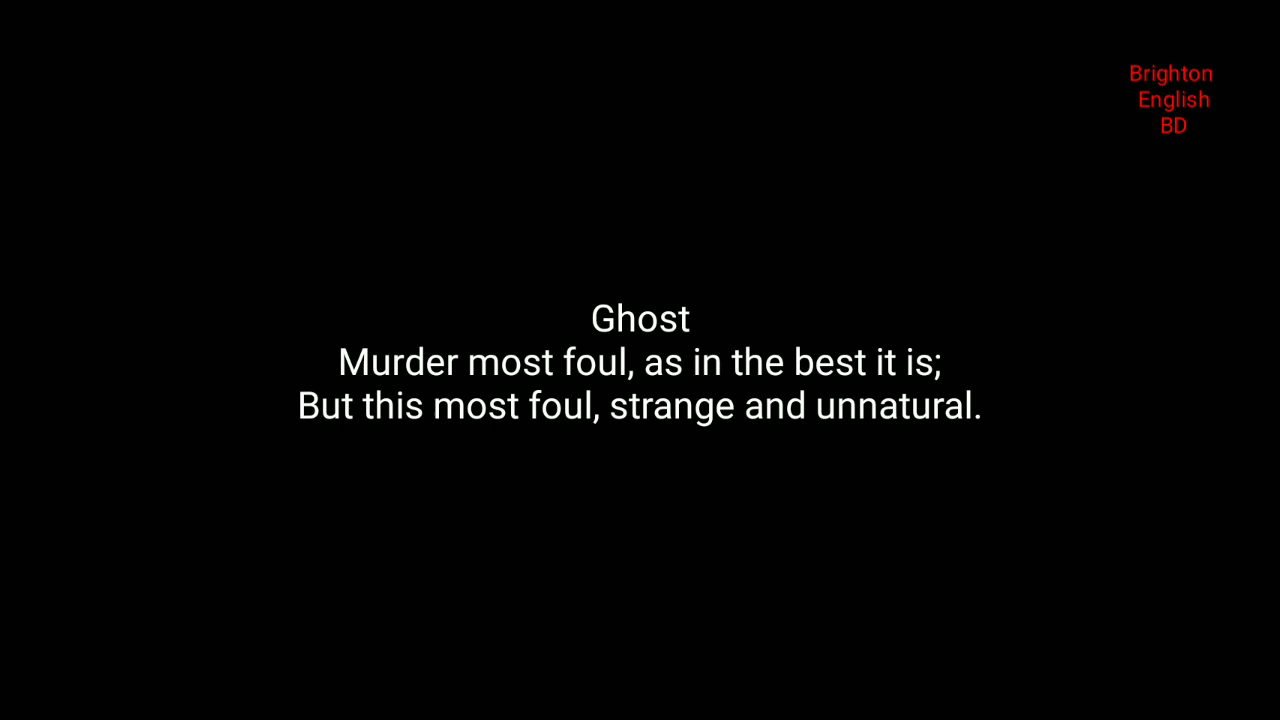 Brighton
English
BD
Ghost
Murder most foul, as in the best it is;
But this most foul, strange and unnatural.